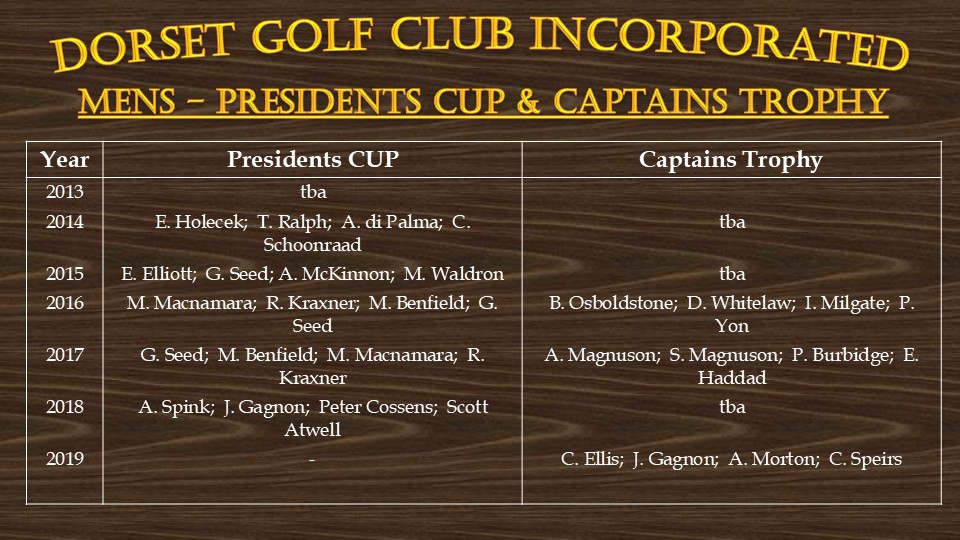 DORSET GOLF CLUB INCORPORATED
MENS – PRESIDENTS CUP & CAPTAINS TROPHY
Year Presidents CUP Captains Trophy
2013 tba
2014 E. Holecek; T. Ralph; A. di Palma; C. tba
Schoonraad
2015 E. Elliott; G. Seed; A. McKinnon; M. Waldron tba
2016 M. Macnamara; R. Kraxner; M. Benfield; G. B. Osboldstone; D. Whitelaw; I. Milgate; P.
Seed Yon
2017 G. Seed; M. Benfield; M. Macnamara; R. A. Magnuson; S. Magnuson; P. Burbidge; E.
Kraxner Haddad
2018 A. Spink; J. Gagnon; Peter Cossens; Scott tba
Atwell
2019 - C. Ellis; J. Gagnon; A. Morton; C. Speirs